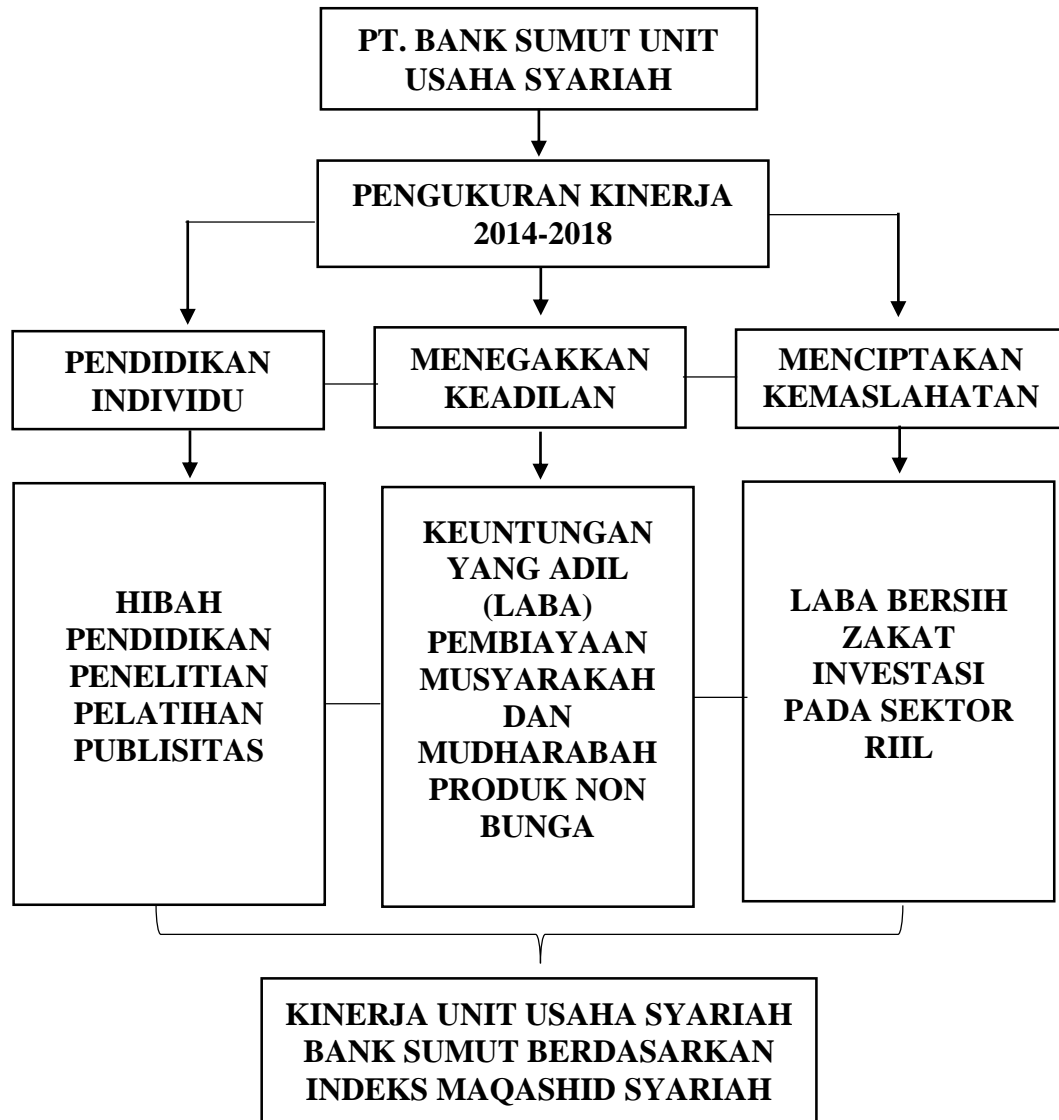 PT. BANK SUMUT UNIT
USAHA SYARIAH
PENGUKURAN KINERJA
2014-2018
PENDIDIKAN
INDIVIDU
MENEGAKKAN
KEADILAN
MENCIPTAKAN
KEMASLAHATAN
HIBAH
PENDIDIKAN
PENELITIAN
PELATIHAN
PUBLISITAS
KEUNTUNGAN
YANG ADIL
(LABA)
PEMBIAYAAN
MUSYARAKAH
DAN
MUDHARABAH
PRODUK NON
BUNGA
LABA BERSIH
ZAKAT
INVESTASI
PADA SEKTOR
RIIL
KINERJA UNIT USAHA SYARIAH
BANK SUMUT BERDASARKAN
INDEKS MAQASHID SYARIAH